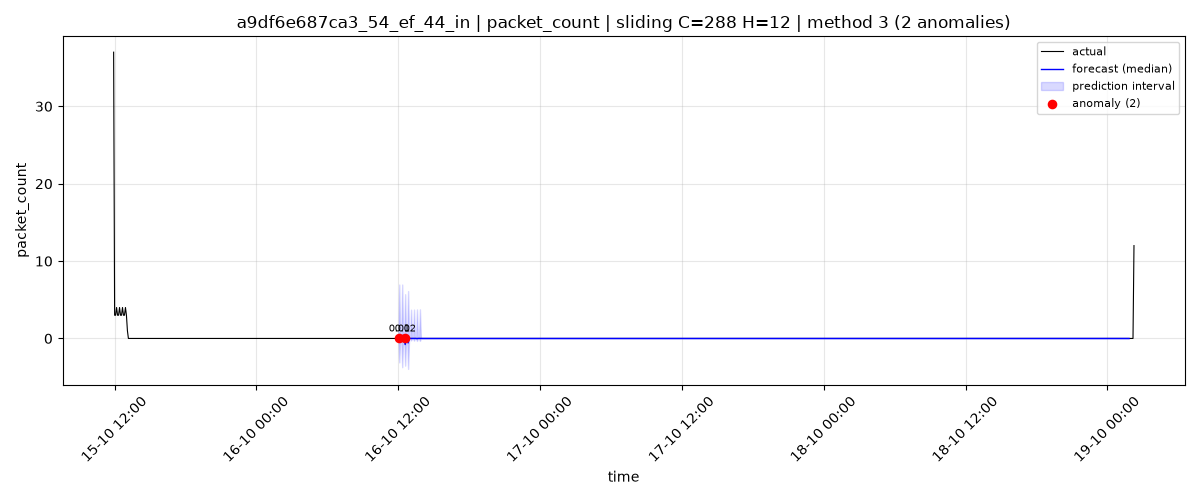 a9df6e687ca3_54_ef_44_in | packet_count | sliding C=288 H=12 | method 3 (2 anomalies)
actual
forecast (median)
prediction interval
anomaly (2)
packet_count
30
20
10
0
15-10 12:00
16-10 00:00
16-10 12:00
17-10 00:00
17-10 12:00
18-10 00:00
18-10 12:00
19-10 00:00
time